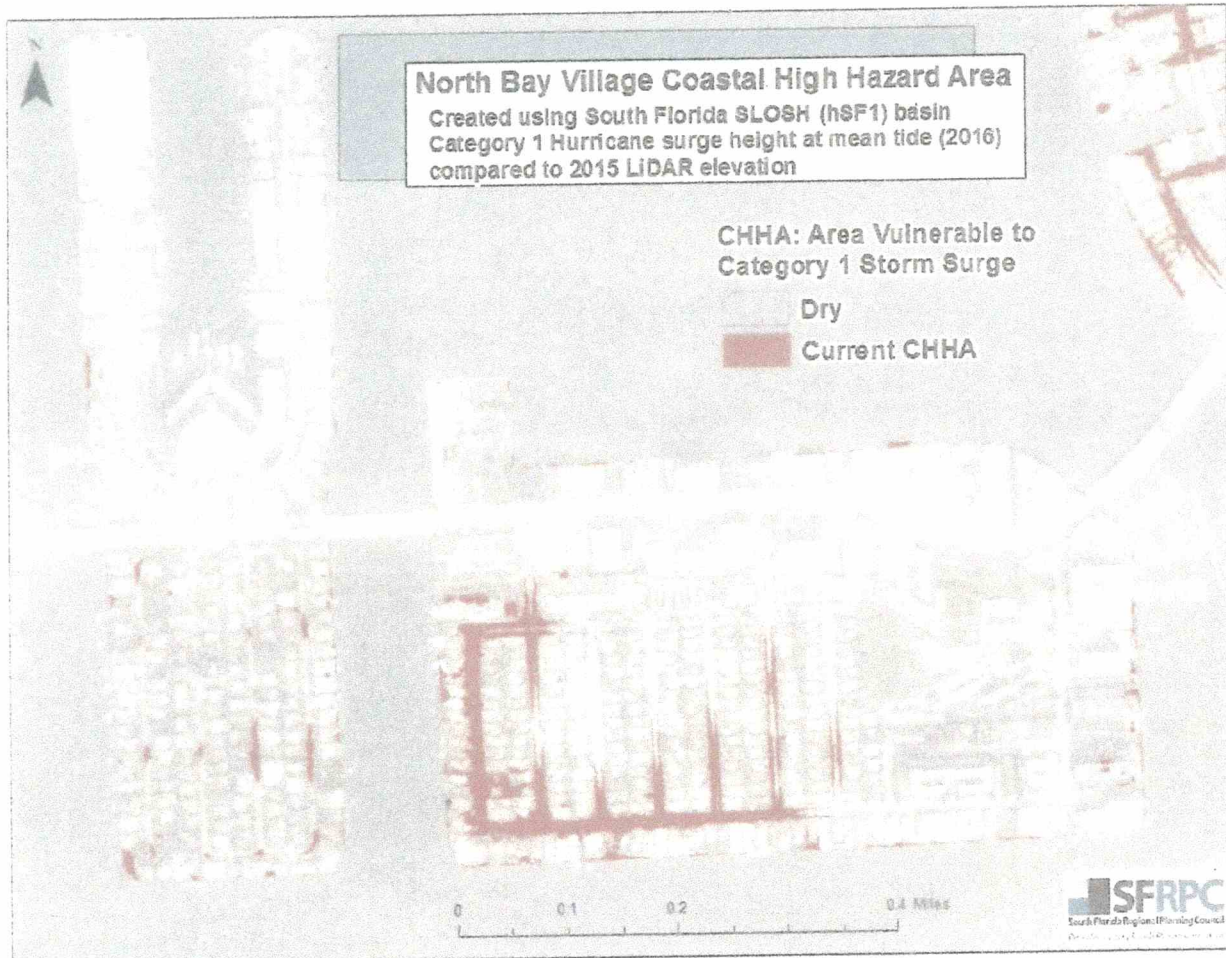 N
North Bay Village Coastal High Hazard Area
Created using South Florida SLOSH (hSF1) basin
Category 1 Hurricane surge height at mean tide (2016)
compared to 2015 LiDAR elevation
CHHA: Area Vulnerable to
Category 1 Storm Surge
Dry
Current CHHA
0 0.1 0.2 0.4 Miles
SFRPC
South Florida Regional Planning Council